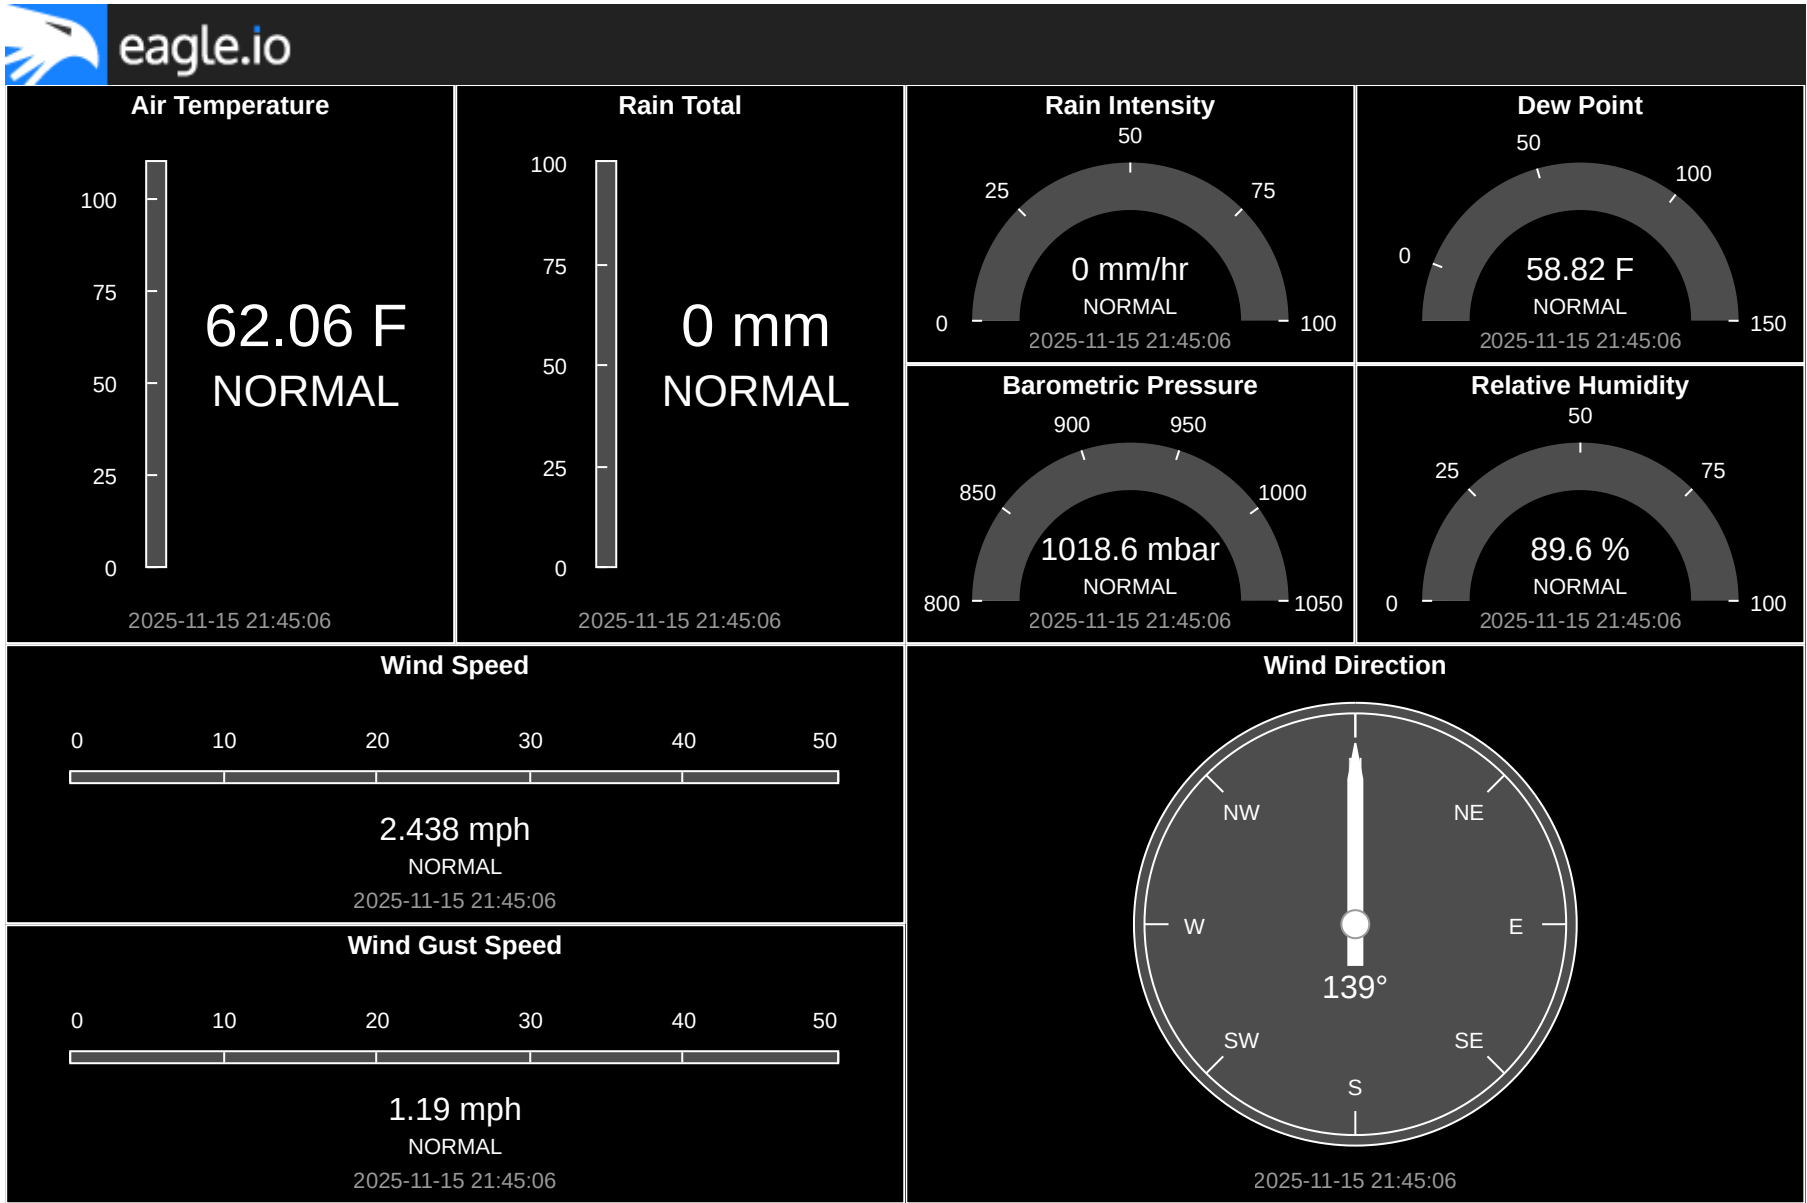 eagle.io
Air Temperature
100
75
50
25
0
62.06 F
NORMAL
2025-11-15 21:45:06
Rain Total
100
75
50
25
0
0 mm
NORMAL
2025-11-15 21:45:06
Rain Intensity
50
25
75
0
100
0 mm/hr
NORMAL
2025-11-15 21:45:06
Dew Point
50
100
0
150
58.82 F
NORMAL
2025-11-15 21:45:06
Barometric Pressure
900
950
850
1000
800
1050
1018.6 mbar
NORMAL
2025-11-15 21:45:06
Relative Humidity
50
25
75
0
100
89.6 %
NORMAL
2025-11-15 21:45:06
Wind Speed
0 10 20 30 40 50
2.438 mph
NORMAL
2025-11-15 21:45:06
Wind Gust Speed
0 10 20 30 40 50
1.19 mph
NORMAL
2025-11-15 21:45:06
Wind Direction
NW NE
W E
139°
SW SE
S
2025-11-15 21:45:06